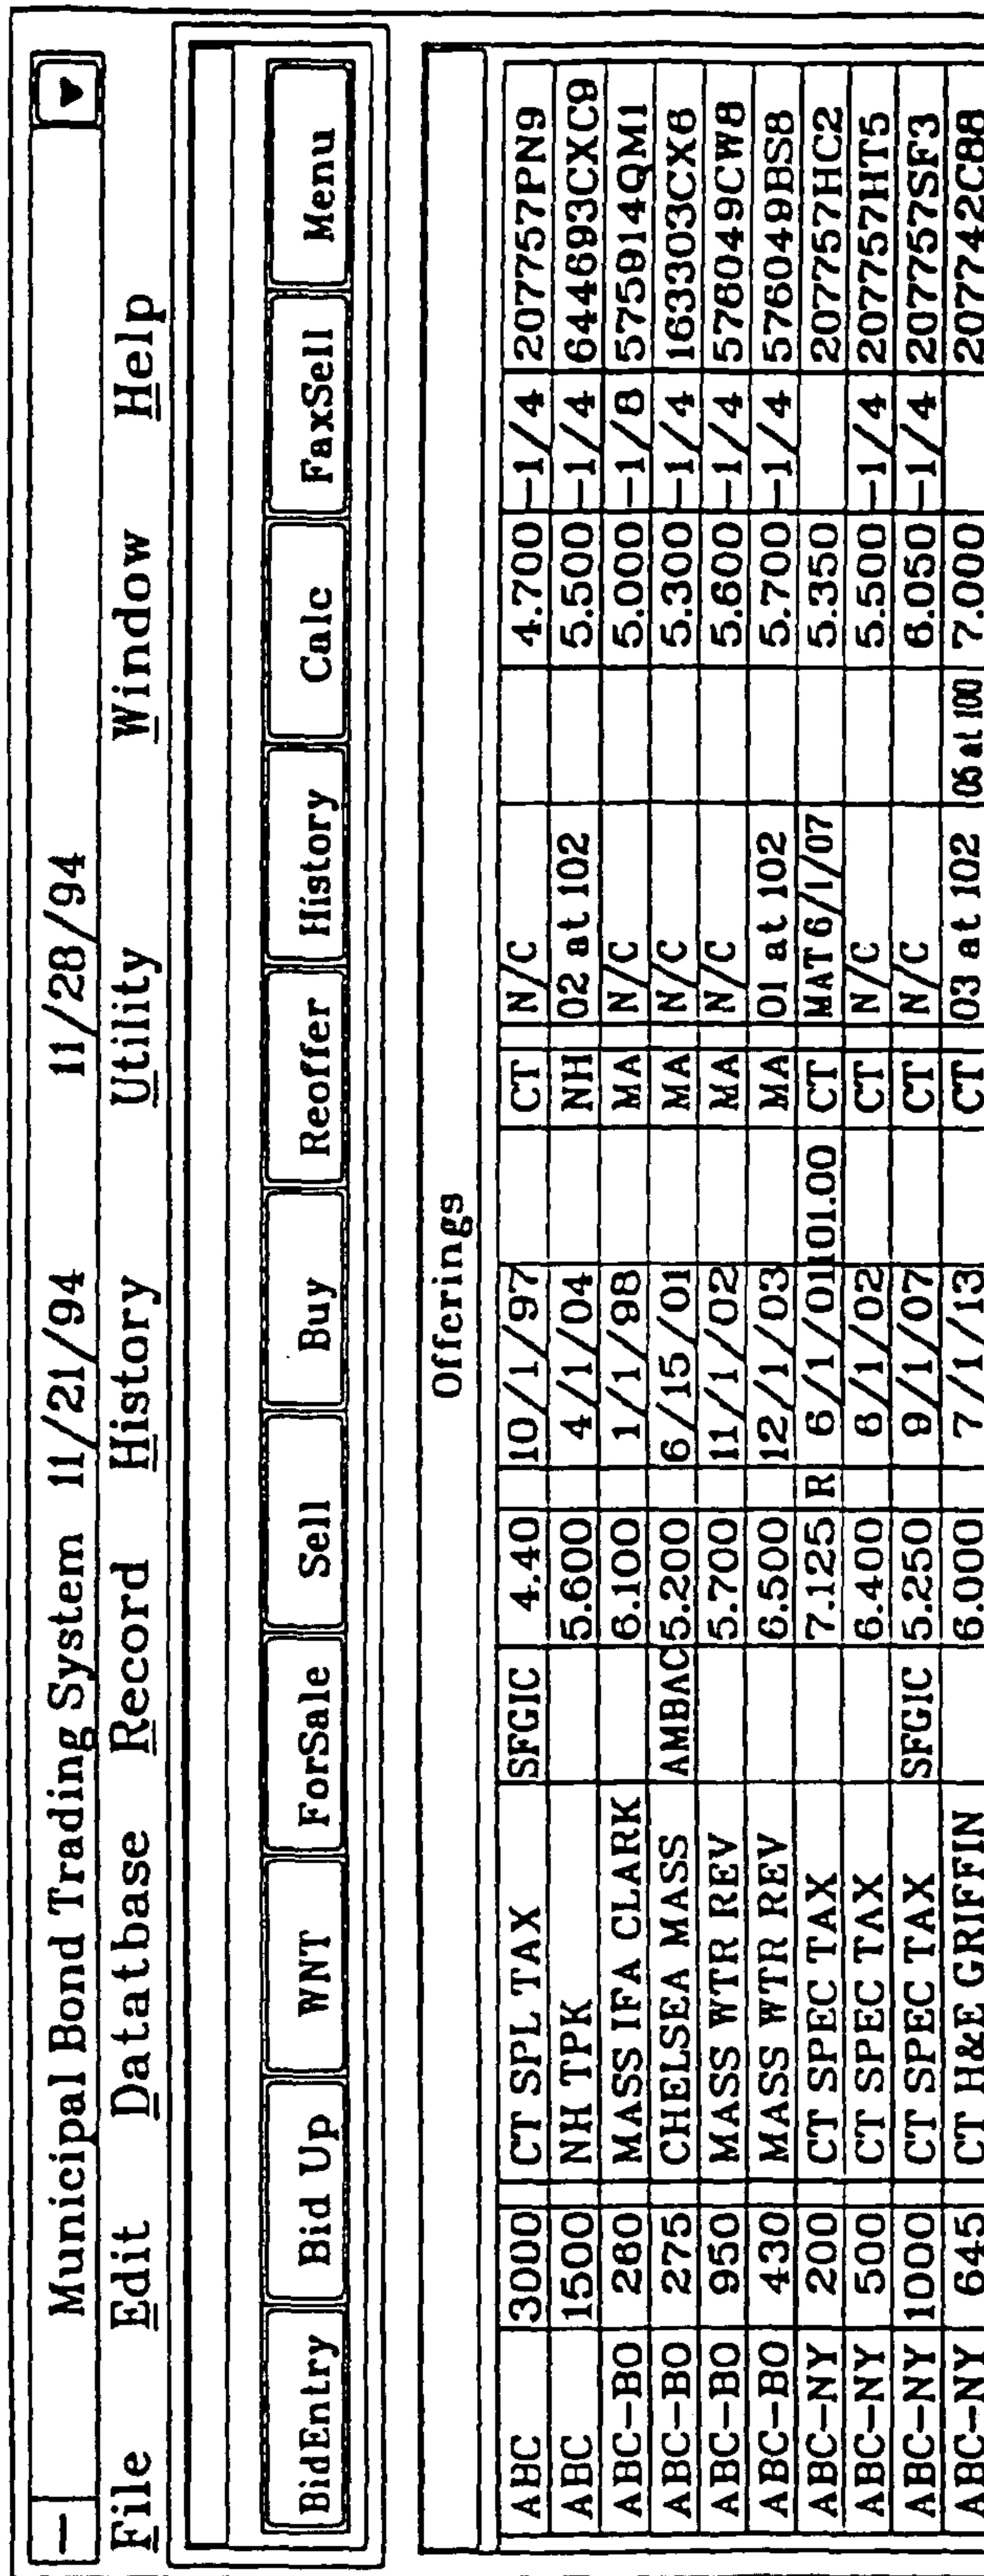 — Municipal Bond Trading System 11/21/94 11/28/94
File Edit Datatbase Record History Utility Window Help
BidEntry Bid Up WNT ForSale Sell Buy Reoffer History Calc FaxSell Menu
Offerings
ABC 3000 CT SPL TAX SFGIC 4.40 10/1/97 CT N/C 4.700 -1/4 207757PN9
ABC 1500 NH TPK 5.600 4/1/04 NH 02 at 102 5.500 -1/4 644693CXC9
ABC-BO 280 MASS IFA CLARK 6.100 1/1/98 MA N/C 5.000 -1/8 575914QM1
ABC-BO 275 CHELSEA MASS AMBAC 5.200 6/15/01 MA N/C 5.300 -1/4 163303CX6
ABC-BO 950 MASS WTR REV 5.700 11/1/02 MA N/C 5.600 -1/4 578049CW8
ABC-BO 430 MASS WTR REV 6.500 12/1/03 MA 01 at 102 5.700 -1/4 576049BS8
ABC-NY 200 CT SPEC TAX 7.125 R 6/1/01 101.00 CT MAT 6/1/07 5.350 207757HC2
ABC-NY 500 CT SPEC TAX 6.400 6/1/02 CT N/C 5.500 -1/4 207757HT5
ABC-NY 1000 CT SPEC TAX SFGIC 5.250 9/1/07 CT N/C 6.050 -1/4 207757SF3
ABC-NY 645 CT H&E GRIFFIN 6.000 7/1/13 CT 03 at 102 05 at 100 7.000 207742C88